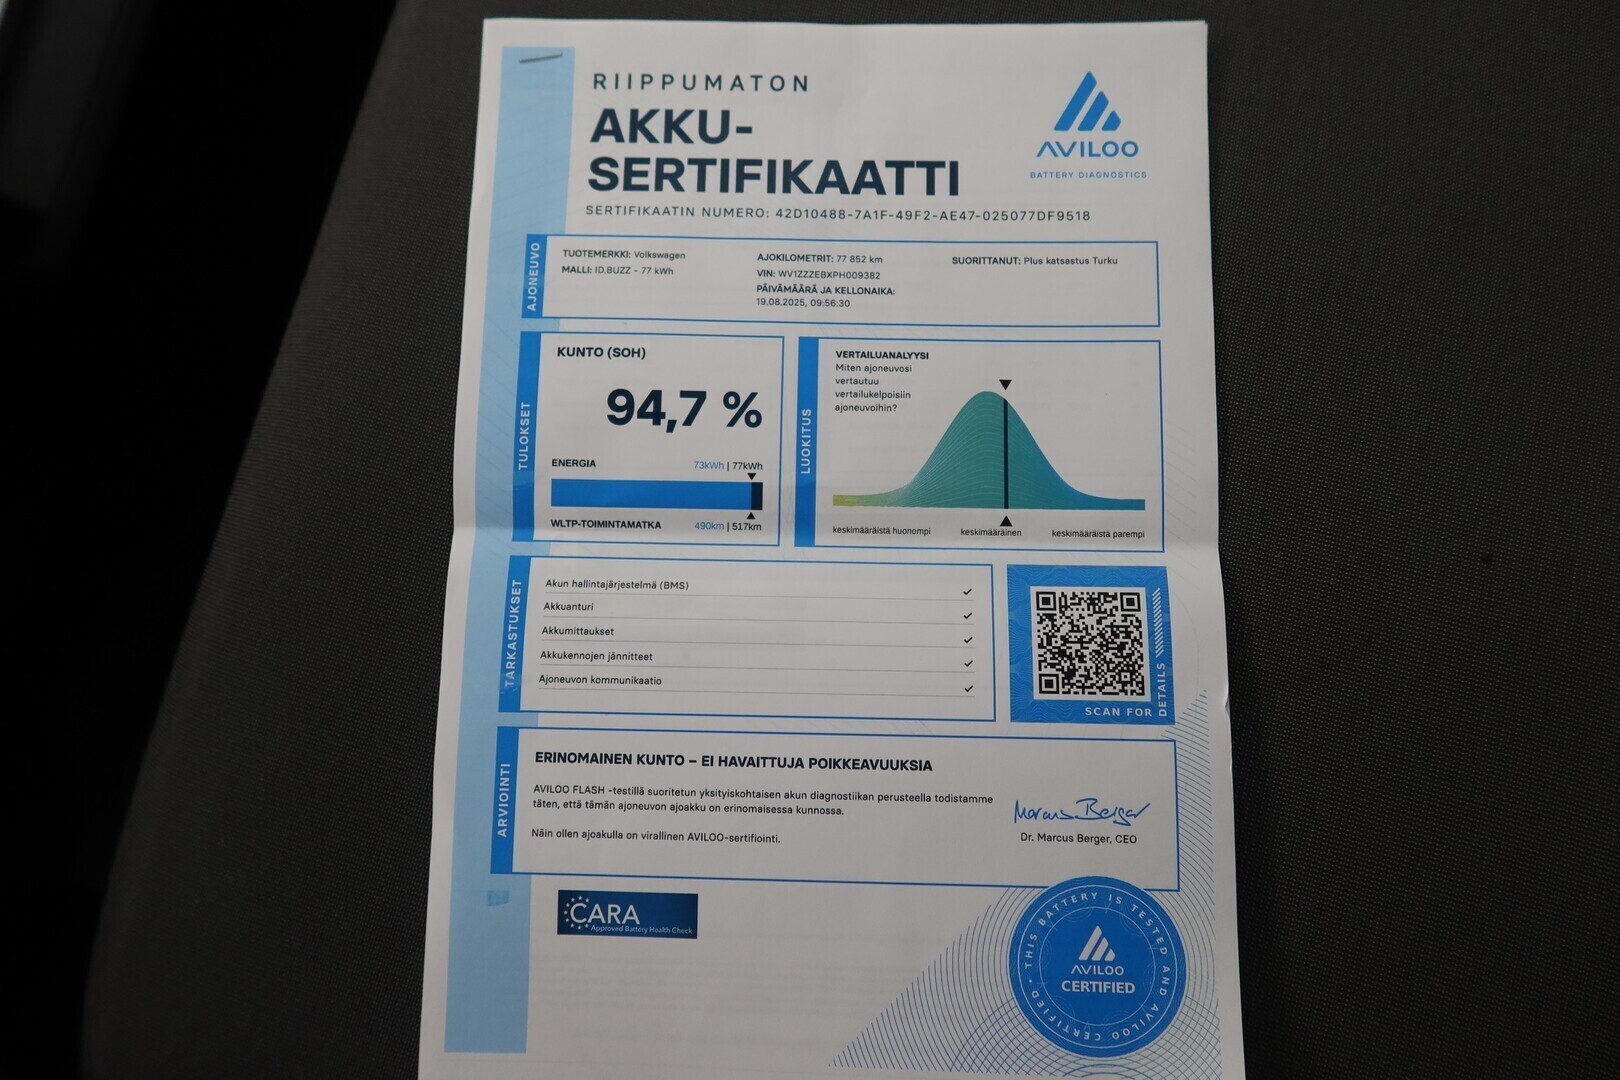 RIIPPUMATON
AKKU-
SERTIFIKAATTI
SERTIFIKAATIN NUMERO: 42D10488-7A1F-49F2-AE47-025077DF9518
AVILOO
BATTERY DIAGNOSTICS
AJONEUVO
TUOTEMERKKI: Volkswagen
MALLI: ID.BUZZ - 77 kWh
AJOKILOMETRIT: 77 852 km
VIN: WV1ZZZEBXPH009382
PÄIVÄMÄÄRÄ JA KELLONAIKA:
19.08.2025, 09:56:30
SUORITTANUT: Plus katsastus Turku
TULOKSET
KUNTO (SOH)
94,7 %
ENERGIA 73kWh | 77kWh
WLTP-TOIMINTAMATKA 490km | 517km
LUOKITUS
VERTAILUANALYYSI
Miten ajoneuvosi
vertautuu
vertailukelpoisiin
ajoneuvoihin?
keskimääräistä huonompi keskimääräinen keskimääräistä parempi
TARKASTUKSET
Akun hallintajärjestelmä (BMS)
Akkuanturi
Akkumittaukset
Akkukennojen jännitteet
Ajoneuvon kommunikaatio
SCAN FOR
DETAILS
ARVIOINTI
ERINOMAINEN KUNTO – EI HAVAITTUJA POIKKEAVUUKSIA
AVILOO FLASH -testillä suoritetun yksityiskohtaisen akun diagnostiikan perusteella todistamme
täten, että tämän ajoneuvon ajoakku on erinomaisessa kunnossa.
Näin ollen ajoakulla on virallinen AVILOO-sertifiointi.
Marcus Berger
Dr. Marcus Berger, CEO
CARA
Approved Battery Health Check
THIS BATTERY IS TESTED AND AVILOO CERTIFIED
AVILOO
CERTIFIED